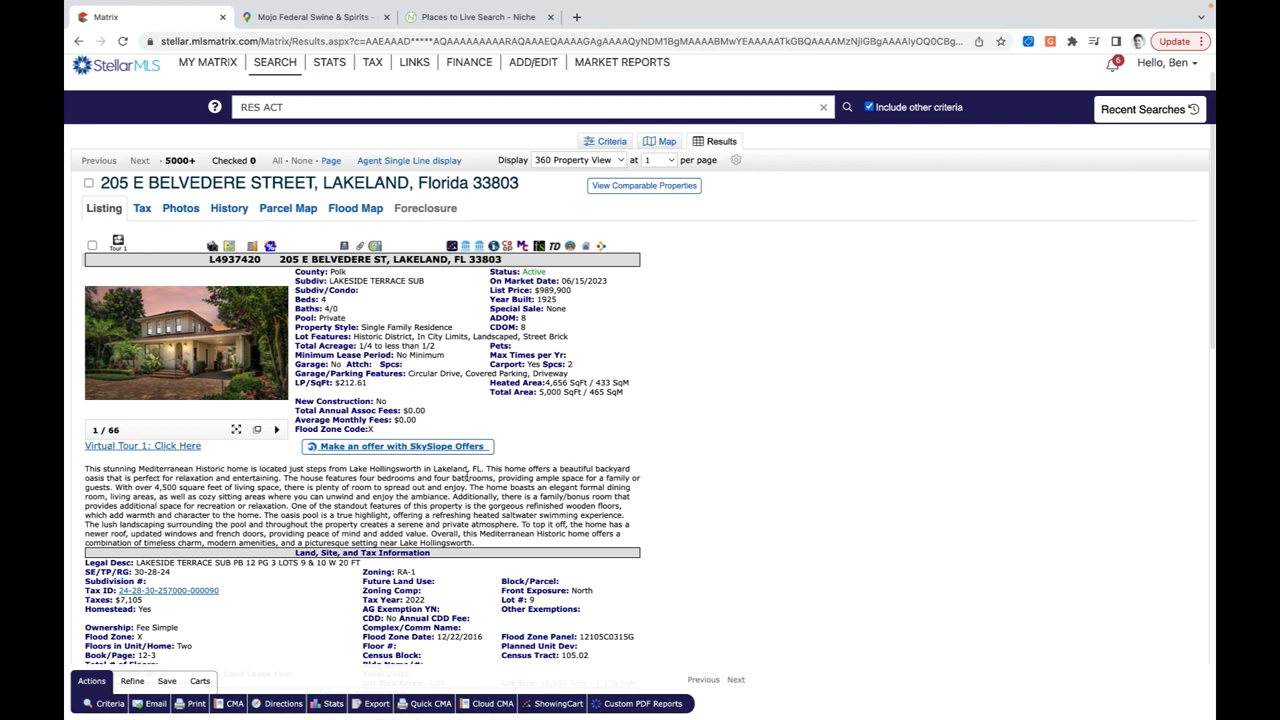 Matrix
Mojo Federal Swine & Spirits -
Places to Live Search - Niche
stellar.mlsmatrix.com/Matrix/Results.aspx?c=AAEAAAD*****AQAAAAAAAAARAQAAAEQAAAAGAgAAAAQyNDM1BgMAAAABMwYEAAAAATkGBQAAAAMzNjlGBgAAAAIyOQ0CBg...
Update
StellarMLS
MY MATRIX SEARCH STATS TAX LINKS FINANCE ADD/EDIT MARKET REPORTS
6
Hello, Ben
? RES ACT
Include other criteria
Recent Searches
Criteria Map Results
Previous Next · 5000+ Checked 0 All · None · Page Agent Single Line display Display 360 Property View at 1 per page
205 E BELVEDERE STREET, LAKELAND, Florida 33803
View Comparable Properties
Listing Tax Photos History Parcel Map Flood Map Foreclosure
Tour 1
L4937420 205 E BELVEDERE ST, LAKELAND, FL 33803
County: Polk Status: Active
Subdiv: LAKESIDE TERRACE SUB On Market Date: 06/15/2023
Subdiv/Condo: List Price: $989,900
Beds: 4 Year Built: 1925
Baths: 4/0 Special Sale: None
Pool: Private ADOM: 8
Property Style: Single Family Residence CDOM: 8
Lot Features: Historic District, In City Limits, Landscaped, Street Brick
Total Acreage: 1/4 to less than 1/2 Pets:
Minimum Lease Period: No Minimum Max Times per Yr:
Garage: No Attch: Spcs: Carport: Yes Spcs: 2
Garage/Parking Features: Circular Drive, Covered Parking, Driveway
LP/SqFt: $212.61 Heated Area:4,656 SqFt / 433 SqM
Total Area: 5,000 SqFt / 465 SqM
New Construction: No
Total Annual Assoc Fees: $0.00
Average Monthly Fees: $0.00
Flood Zone Code:X
1 / 66
Virtual Tour 1: Click Here
Make an offer with SkySlope Offers
This stunning Mediterranean Historic home is located just steps from Lake Hollingsworth in Lakeland, FL. This home offers a beautiful backyard
oasis that is perfect for relaxation and entertaining. The house features four bedrooms and four bathrooms, providing ample space for a family or
guests. With over 4,500 square feet of living space, there is plenty of room to spread out and enjoy. The home boasts an elegant formal dining
room, living areas, as well as cozy sitting areas where you can unwind and enjoy the ambiance. Additionally, there is a family/bonus room that
provides additional space for recreation or relaxation. One of the standout features of this property is the gorgeous refinished wooden floors,
which add warmth and character to the home. The oasis pool is a true highlight, offering a refreshing heated saltwater swimming experience.
The lush landscaping surrounding the pool and throughout the property creates a serene and private atmosphere. To top it off, the home has a
newer roof, updated windows and french doors, providing peace of mind and added value. Overall, this Mediterranean Historic home offers a
combination of timeless charm, modern amenities, and a picturesque setting near Lake Hollingsworth.
Land, Site, and Tax Information
Legal Desc: LAKESIDE TERRACE SUB PB 12 PG 3 LOTS 9 & 10 W 20 FT
SE/TP/RG: 30-28-24 Zoning: RA-1
Subdivision #: Future Land Use: Block/Parcel:
Tax ID: 24-28-30-257000-000090 Zoning Comp: Front Exposure: North
Taxes: $7,105 Tax Year: 2022 Lot #: 9
Homestead: Yes AG Exemption YN: Other Exemptions:
CDD: No Annual CDD Fee:
Ownership: Fee Simple Complex/Comm Name:
Flood Zone: X Flood Zone Date: 12/22/2016 Flood Zone Panel: 12105C0315G
Floors in Unit/Home: Two Floor #: Planned Unit Dev:
Book/Page: 12-3 Census Block: Census Tract: 105.02
Actions Refine Save Carts Previous Next
Criteria Email Print CMA Directions Stats Export Quick CMA Cloud CMA ShowingCart Custom PDF Reports